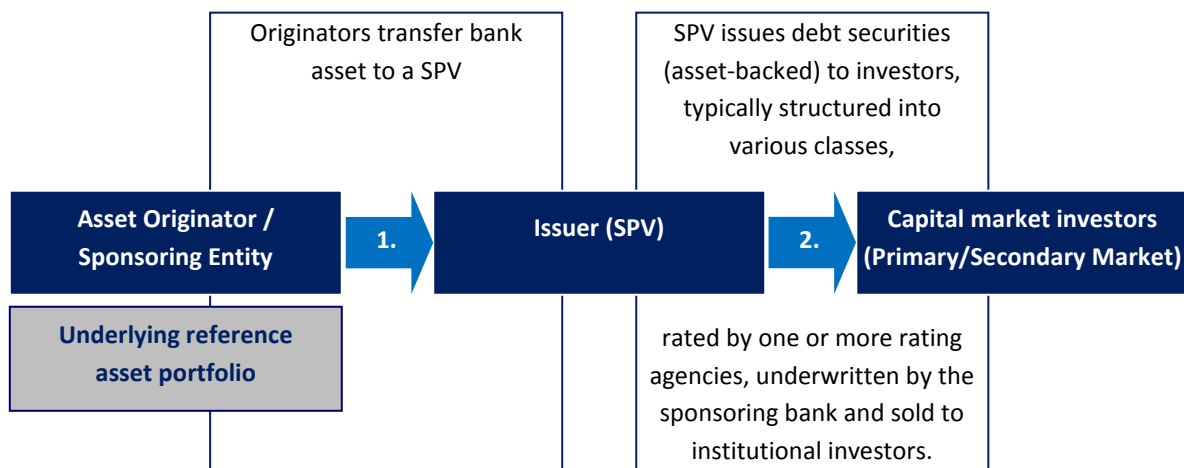 Originators transfer bank
asset to a SPV
SPV issues debt securities
(asset-backed) to investors,
typically structured into
various classes,
Asset Originator /
Sponsoring Entity
1.
Issuer (SPV)
2.
Capital market investors
(Primary/Secondary Market)
Underlying reference
asset portfolio
rated by one or more rating
agencies, underwritten by the
sponsoring bank and sold to
institutional investors.